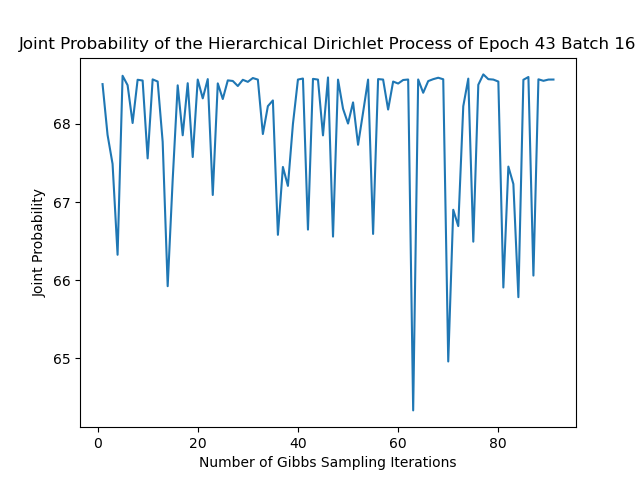 Joint Probability of the Hierarchical Dirichlet Process of Epoch 43 Batch 16
68
67
66
65
Joint Probability
0 20 40 60 80
Number of Gibbs Sampling Iterations